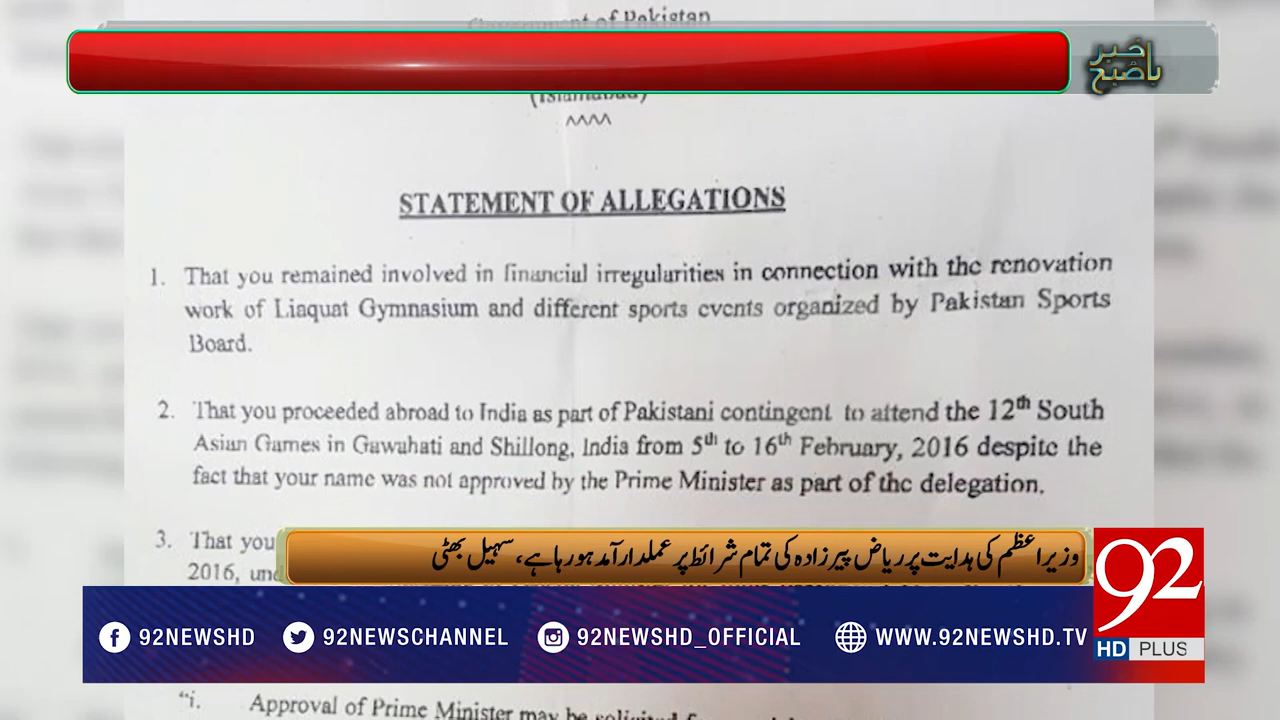 Government of Pakistan
باخبر صبح
(Islamabad)
^^^^
STATEMENT OF ALLEGATIONS
1. That you remained involved in financial irregularities in connection with the renovation
work of Liaquat Gymnasium and different sports events organized by Pakistan Sports
Board.
2. That you proceeded abroad to India as part of Pakistani contingent to attend the 12th South
Asian Games in Gawahati and Shillong, India from 5th to 16th February, 2016 despite the
fact that your name was not approved by the Prime Minister as part of the delegation.
3. That you
2016, und
وزیراعظم کی ہدایت پر ریاض پیرزادہ کی تمام شرائط پر عملدرآمد ہو رہا ہے، سہیل بھٹی
92
HD PLUS
92NEWSHD 92NEWSCHANNEL 92NEWSHD_OFFICIAL WWW.92NEWSHD.TV
"i. Approval of Prime Minister may be solicited